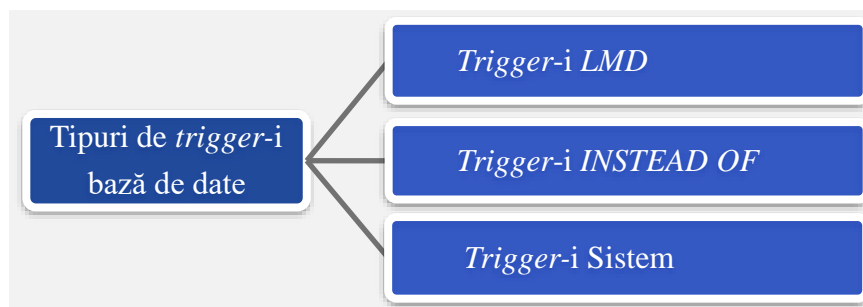 Trigger-i LMD
Tipuri de trigger-i
bază de date
Trigger-i INSTEAD OF
Trigger-i Sistem